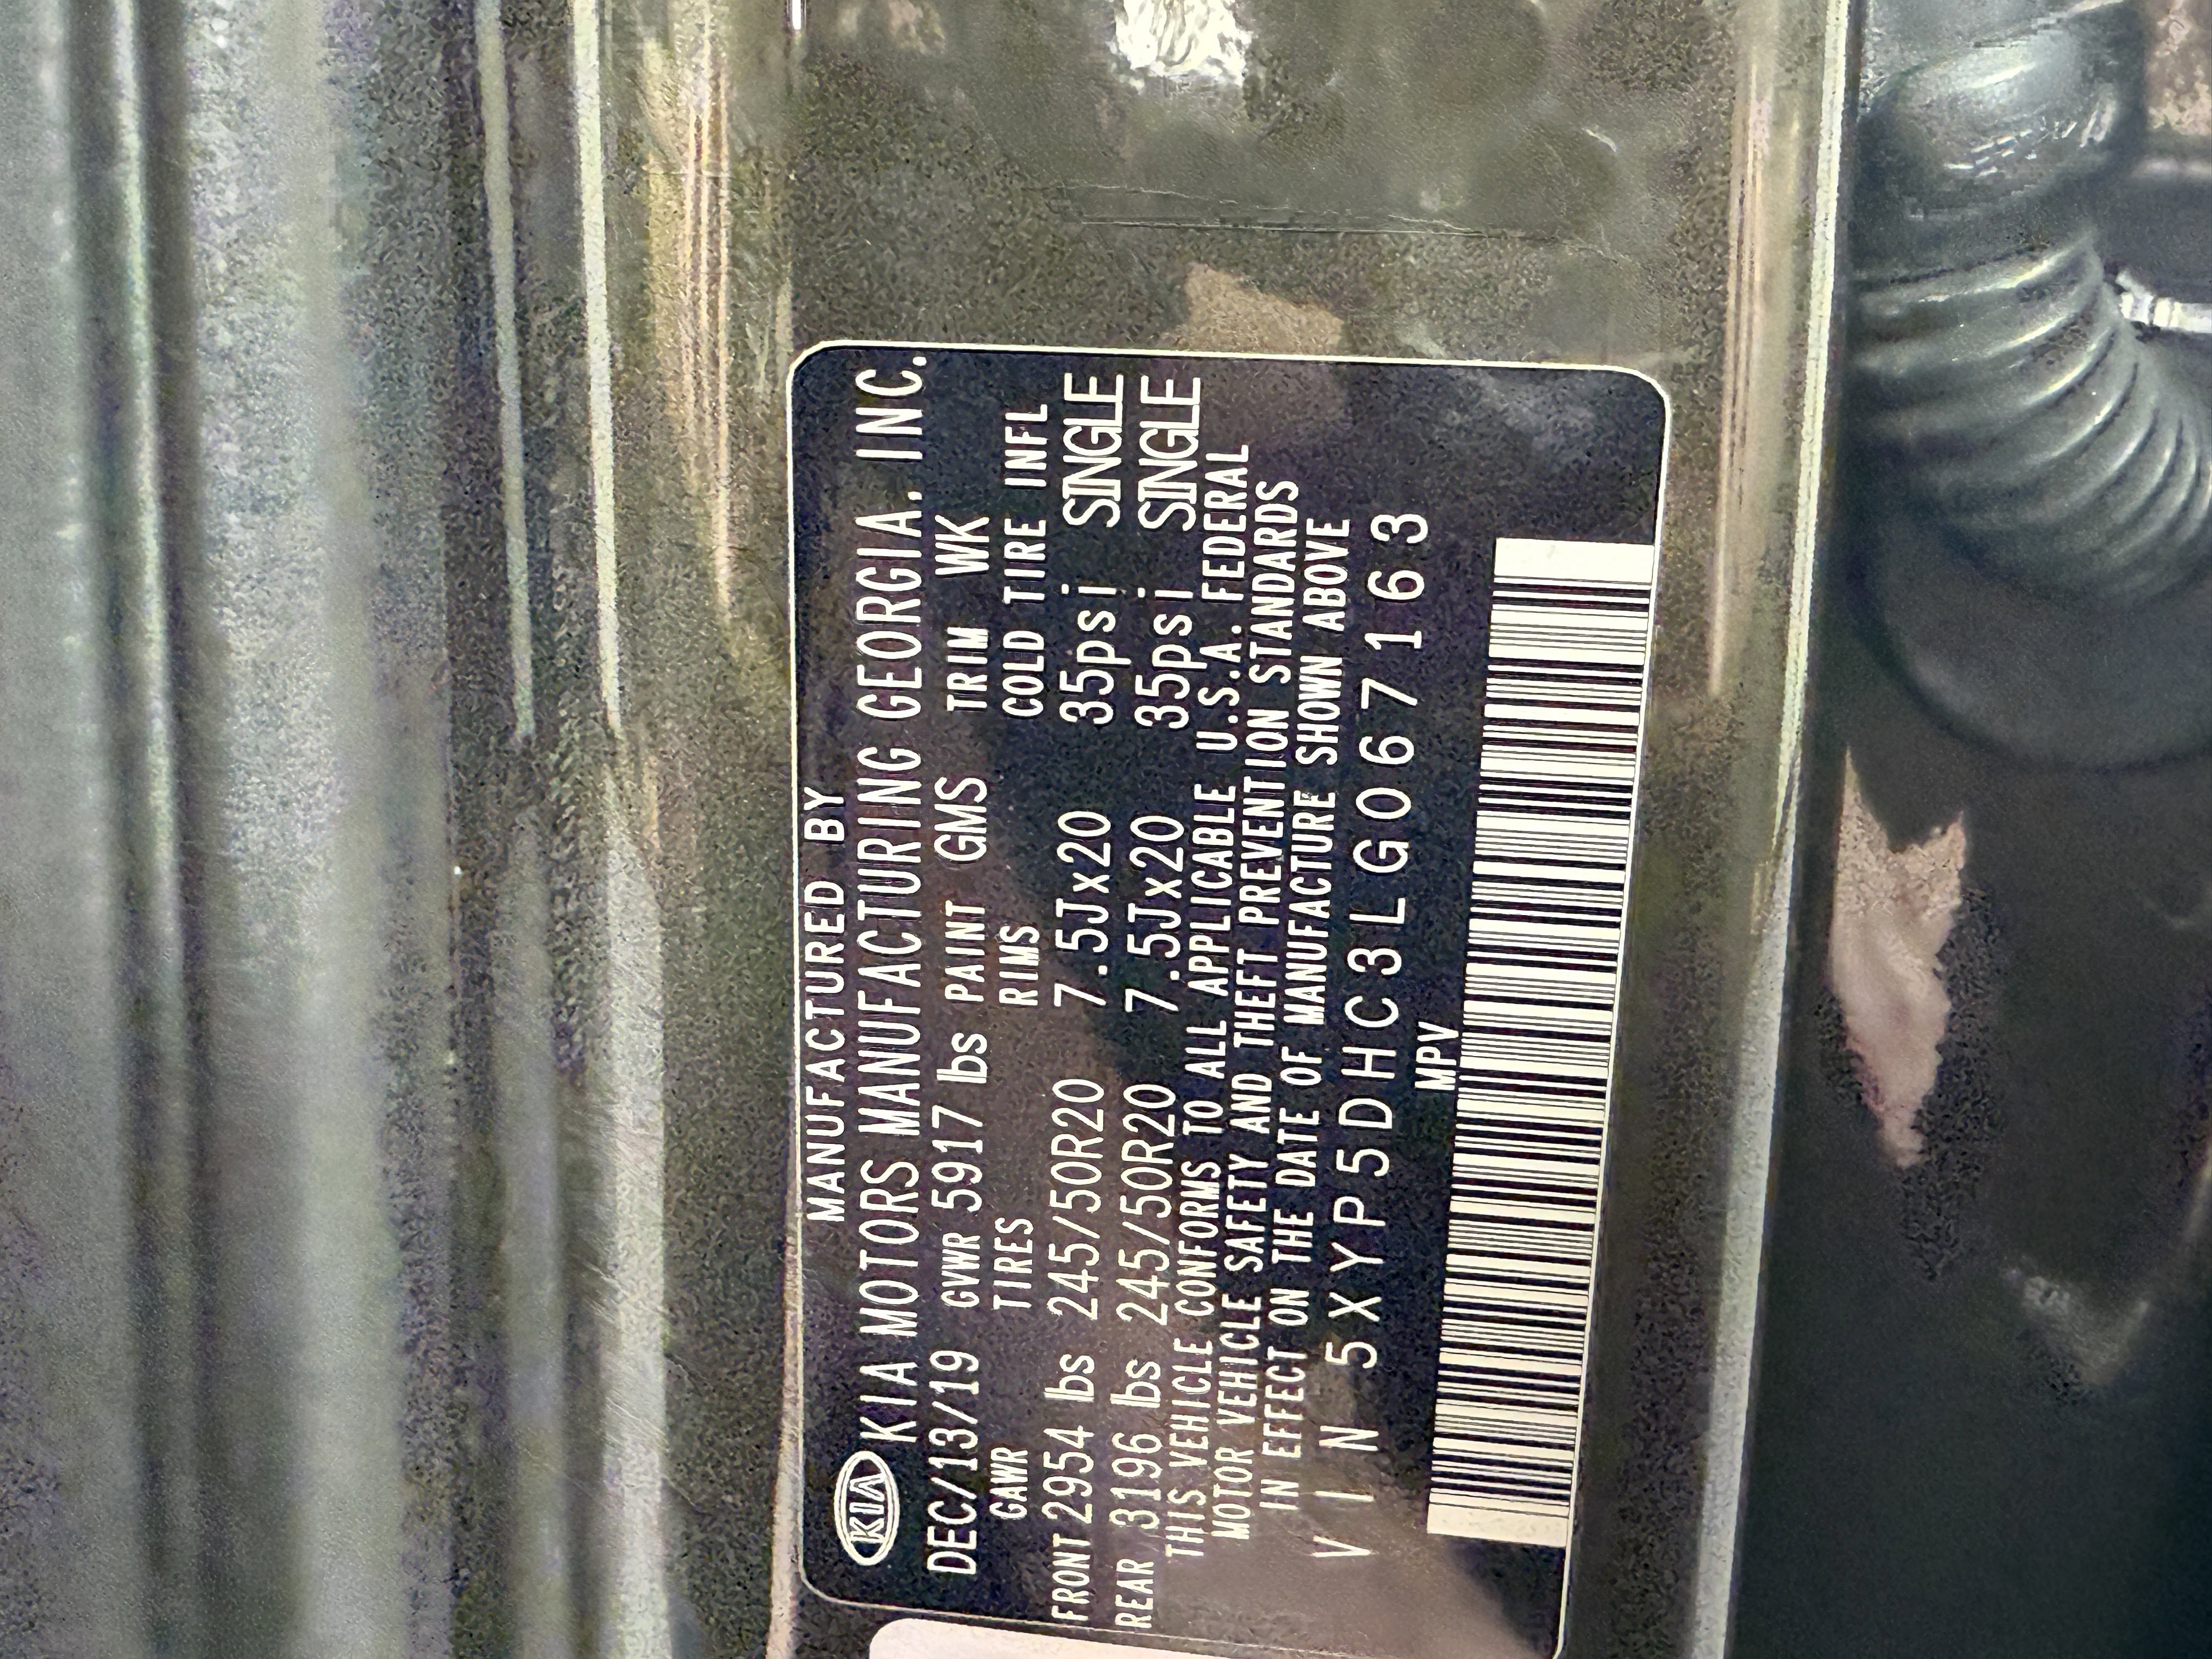 KIA
MANUFACTURED BY
KIA MOTORS MANUFACTURING GEORGIA. INC.
DEC/13/19 GVWR 5917 lbs PAINT GMS TRIM WK
GAWR TIRES RIMS COLD TIRE INFL
FRONT 2954 lbs 245/50R20 7.5Jx20 35psi SINGLE
REAR 3196 lbs 245/50R20 7.5Jx20 35psi SINGLE
THIS VEHICLE CONFORMS TO ALL APPLICABLE U.S.A. FEDERAL
MOTOR VEHICLE SAFETY AND THEFT PREVENTION STANDARDS
IN EFFECT ON THE DATE OF MANUFACTURE SHOWN ABOVE
VIN 5XYP5DHC3LG067163
MPV